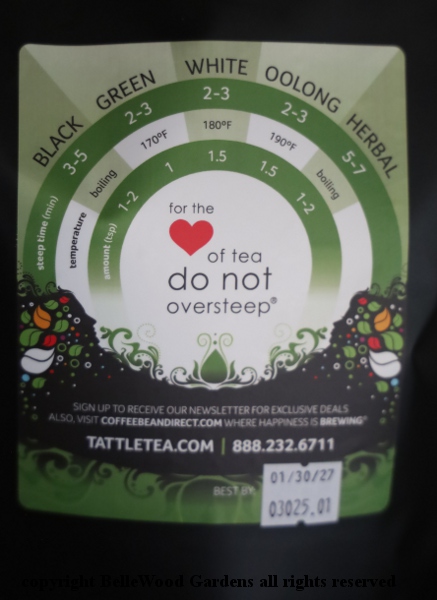 BLACK GREEN WHITE OOLONG HERBAL
steep time (min) 3-5 2-3 2-3 2-3 5-7
temperature boiling 170ºF 180ºF 190ºF boiling
amount (tsp) 1-2 1 1.5 1.5 1-2
for the
of tea
do not
oversteep®
SIGN UP TO RECEIVE OUR NEWSLETTER FOR EXCLUSIVE DEALS
ALSO, VISIT COFFEEBEANDIRECT.COM WHERE HAPPINESS IS BREWING®
TATTLETEA.COM | 888.232.6711
BEST BY:
01/30/27
03025.01
copyright BelleWood Gardens all rights reserved